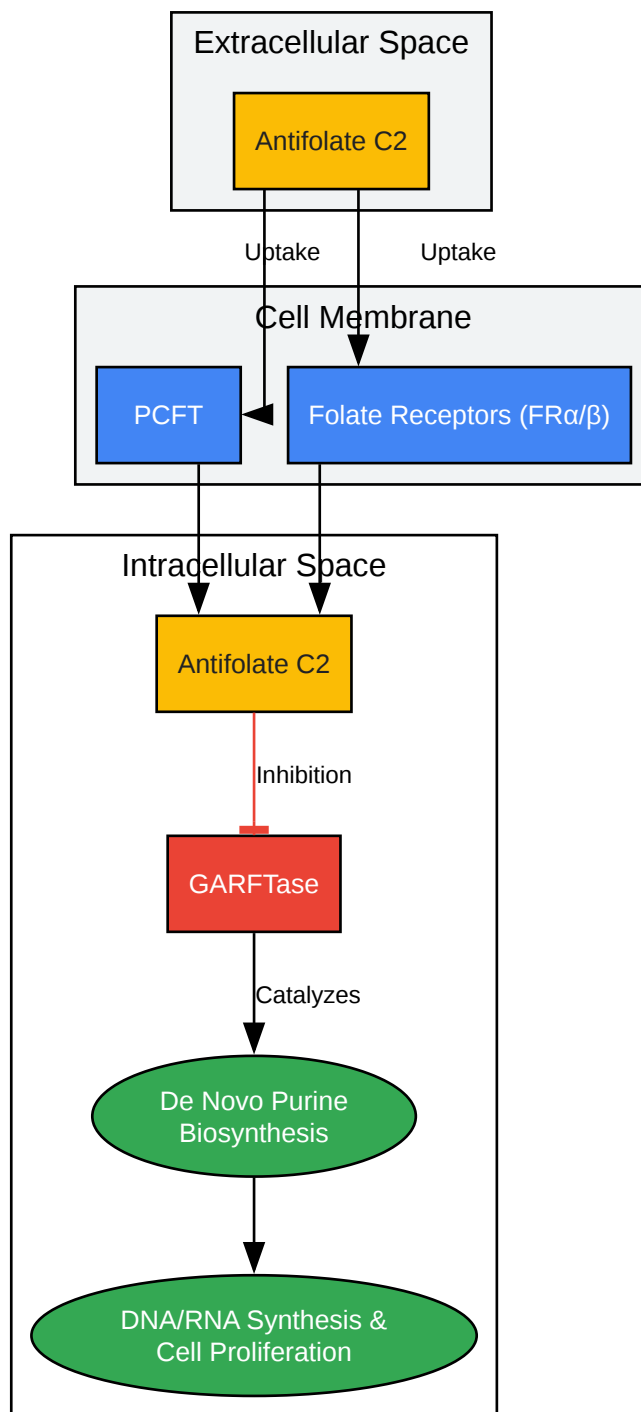 Extracellular Space
Antifolate C2
Uptake
Uptake
Cell Membrane
PCFT
Folate Receptors (FRα/β)
Intracellular Space
Antifolate C2
Inhibition
GARFTase
Catalyzes
De Novo Purine
Biosynthesis
DNA/RNA Synthesis &
Cell Proliferation